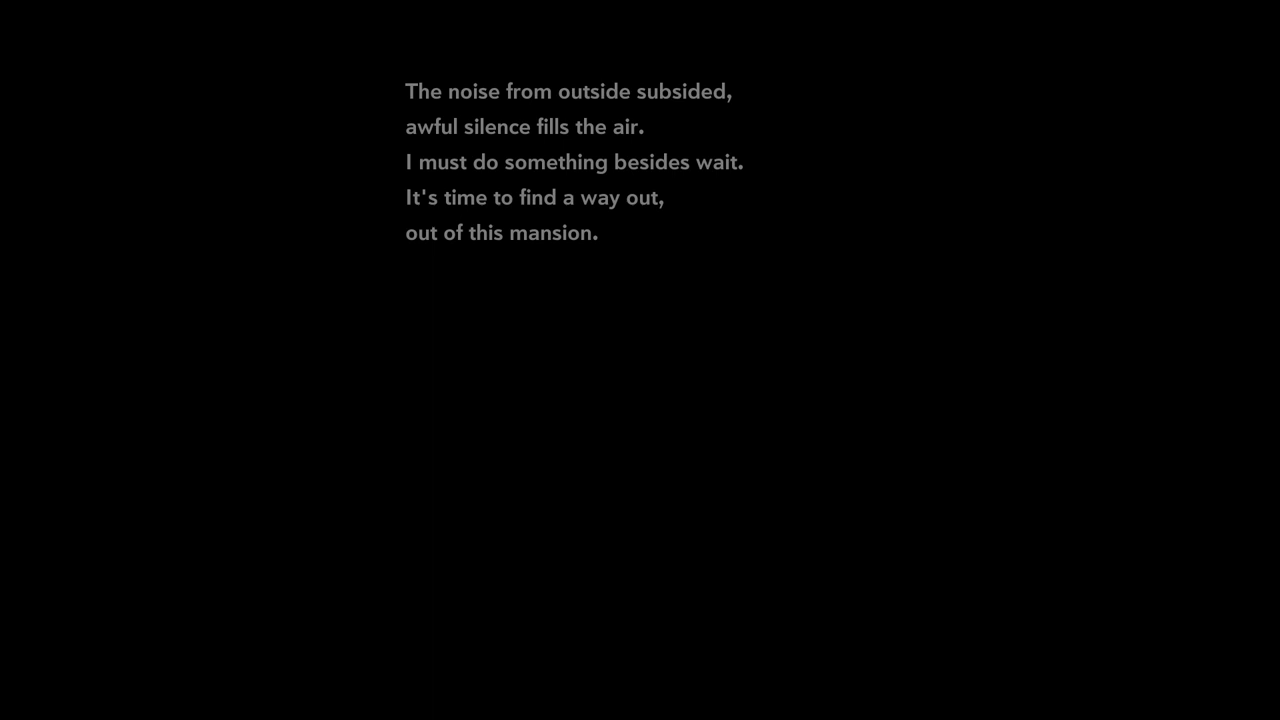 The noise from outside subsided,
awful silence fills the air.
I must do something besides wait.
It's time to find a way out,
out of this mansion.